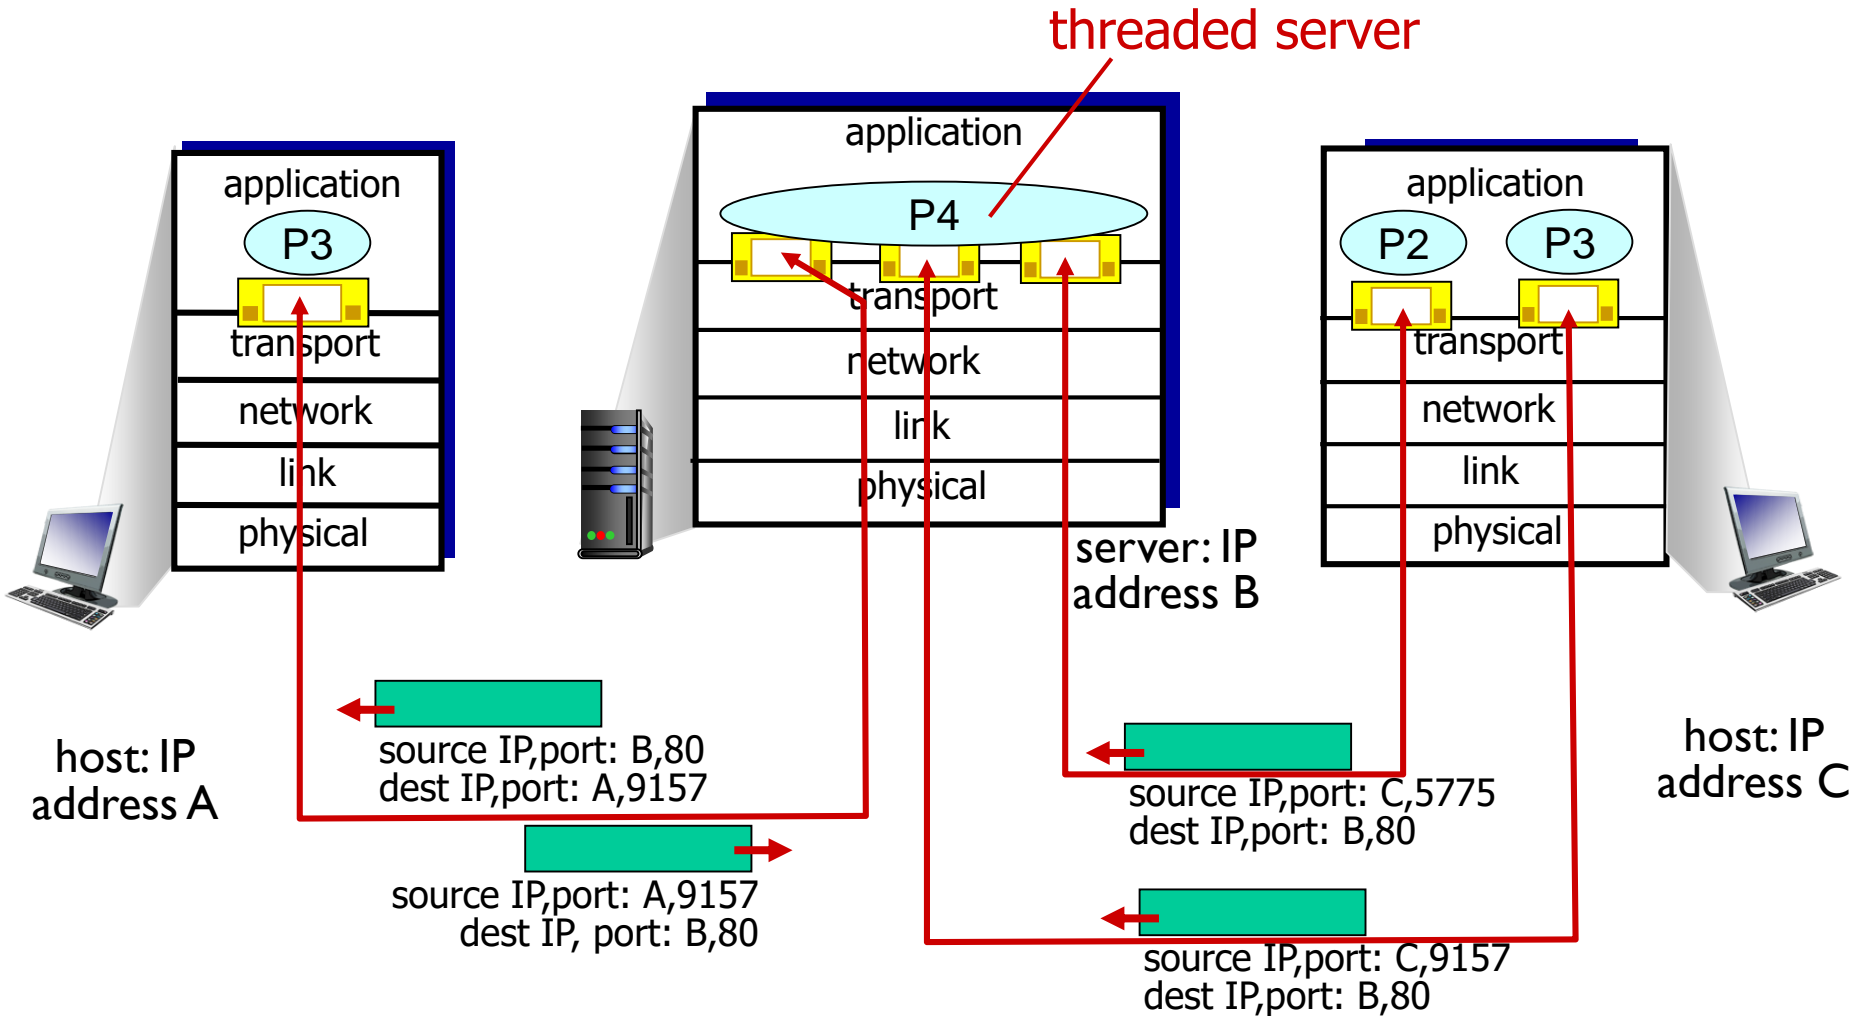 threaded server
application
P3
transport
network
link
physical
host: IP
address A
application
P4
transport
network
link
physical
server: IP
address B
application
P2
P3
transport
network
link
physical
host: IP
address C
source IP,port: B,80
dest IP,port: A,9157
source IP,port: A,9157
dest IP, port: B,80
source IP,port: C,5775
dest IP,port: B,80
source IP,port: C,9157
dest IP,port: B,80